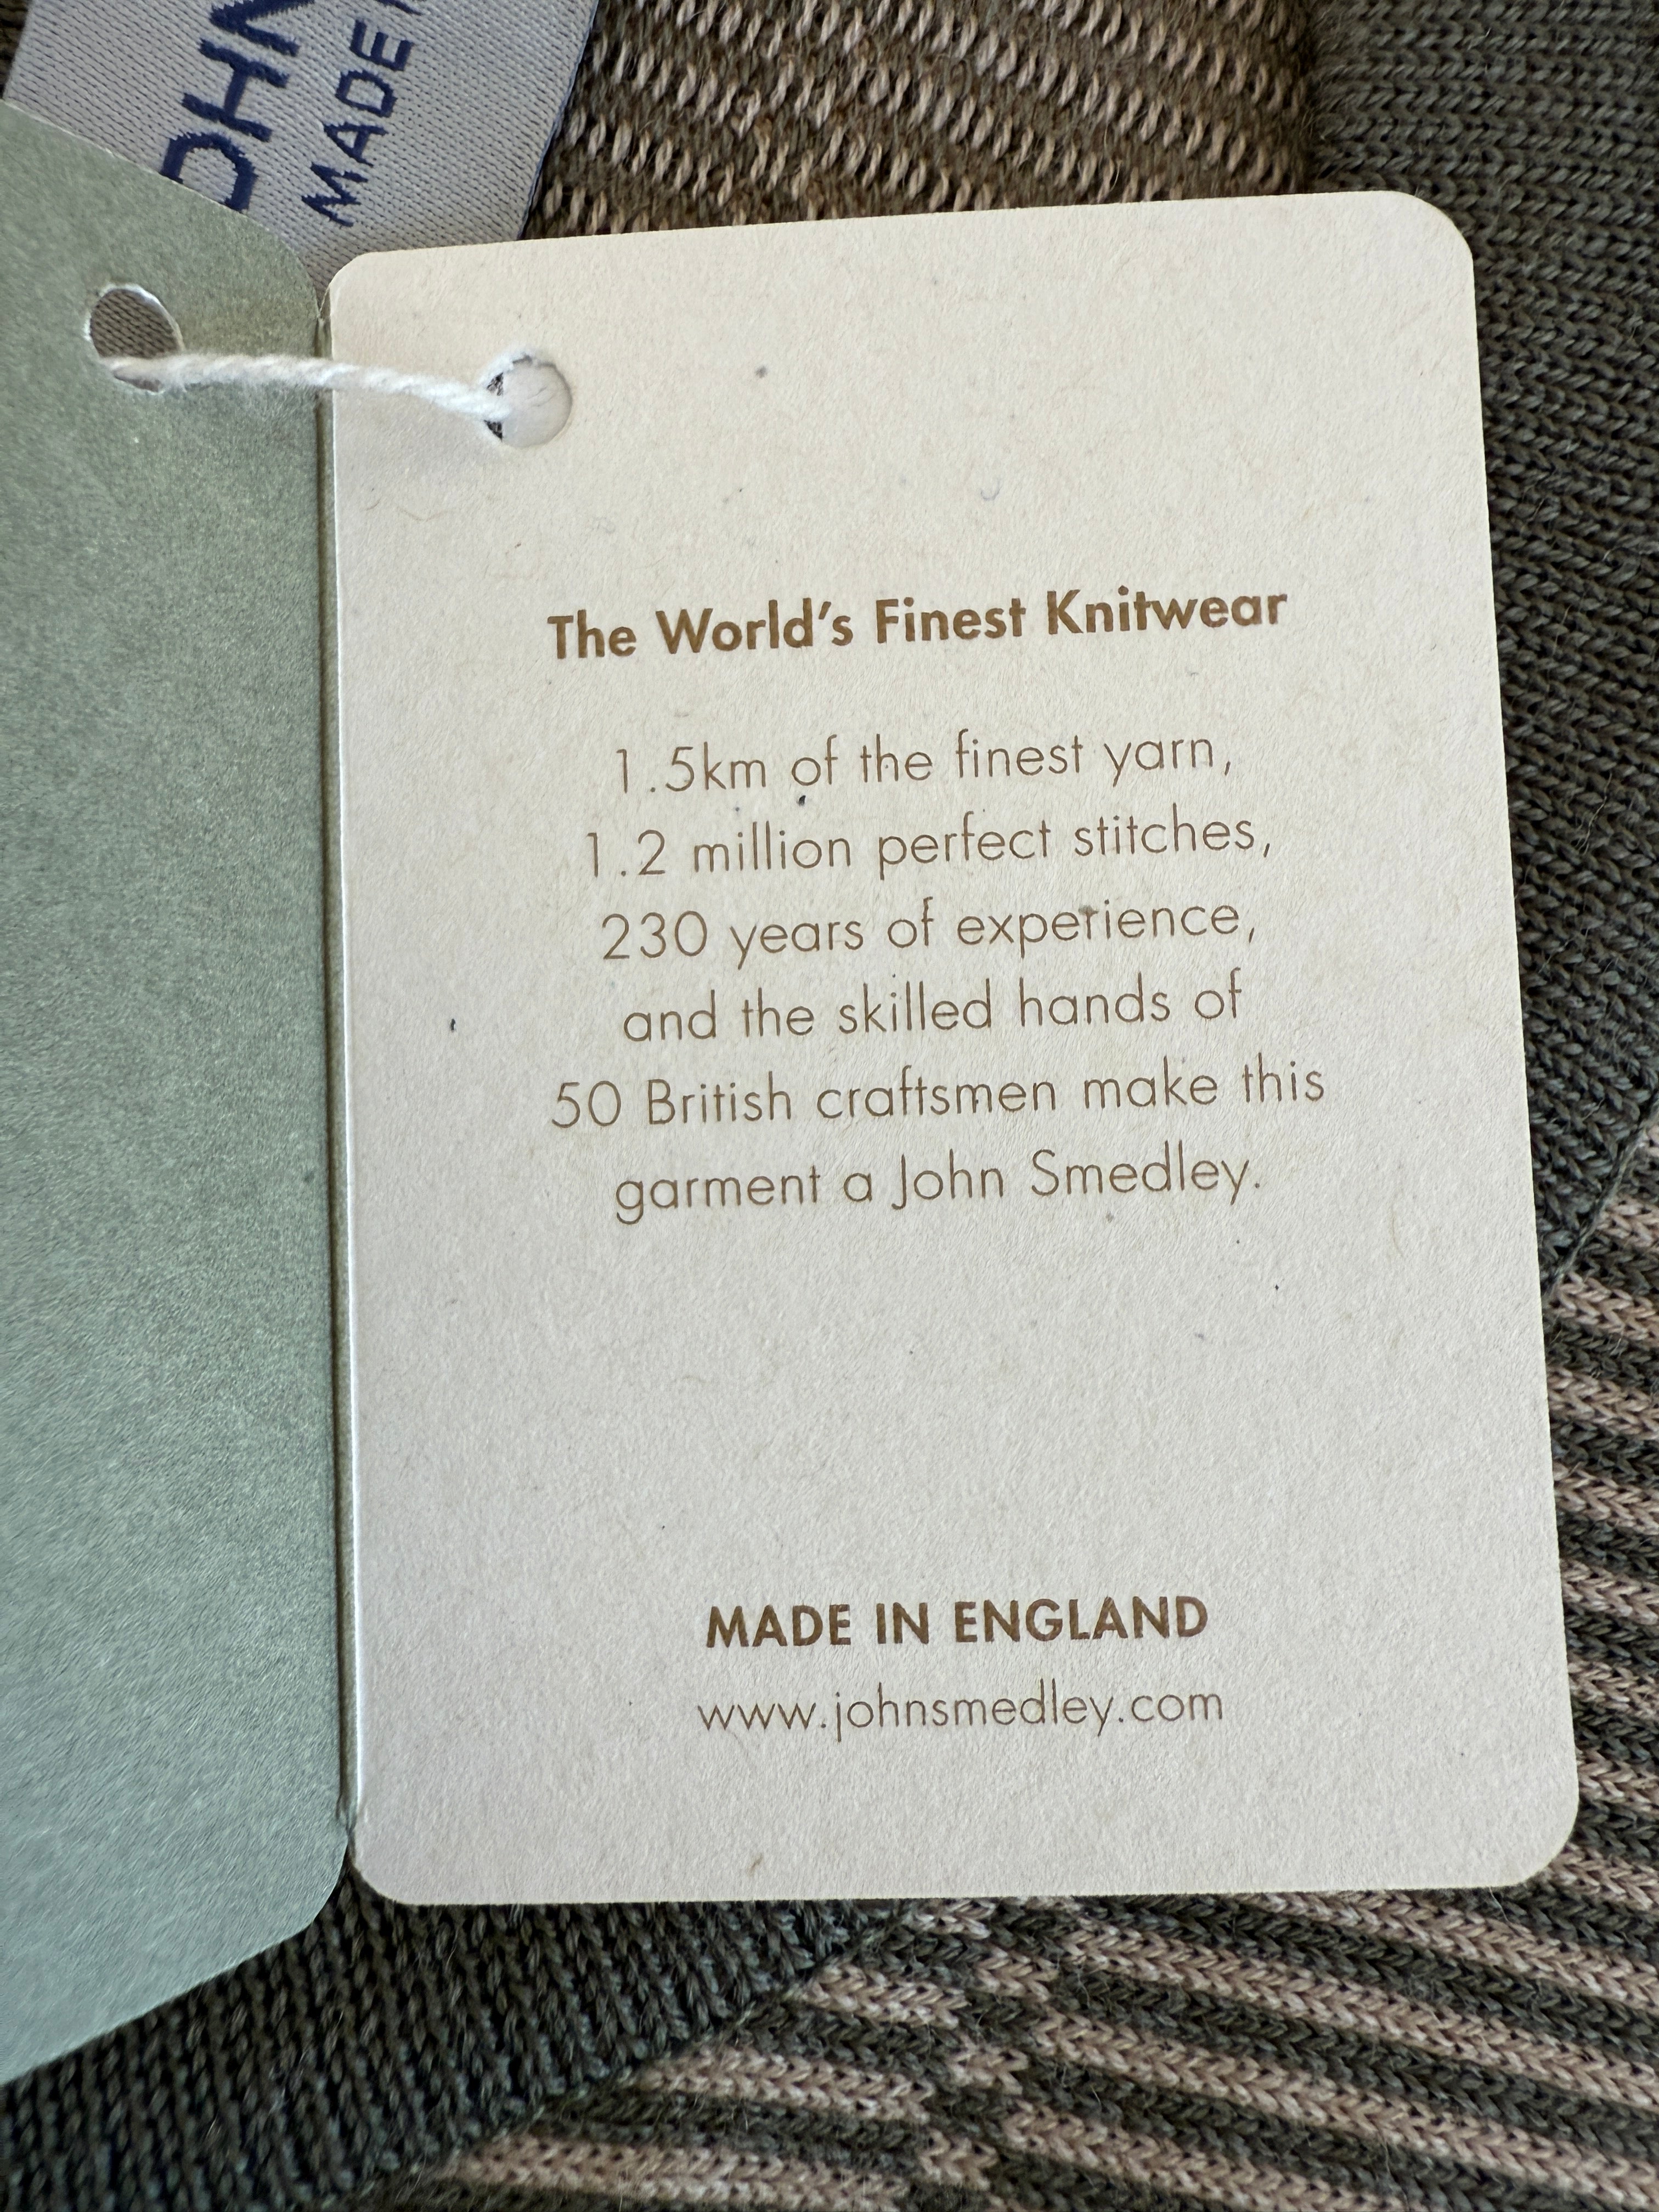 MADE
The World's Finest Knitwear
1.5km of the finest yarn,
1.2 million perfect stitches,
230 years of experience,
and the skilled hands of
50 British craftsmen make this
garment a John Smedley.
MADE IN ENGLAND
www.johnsmedley.com